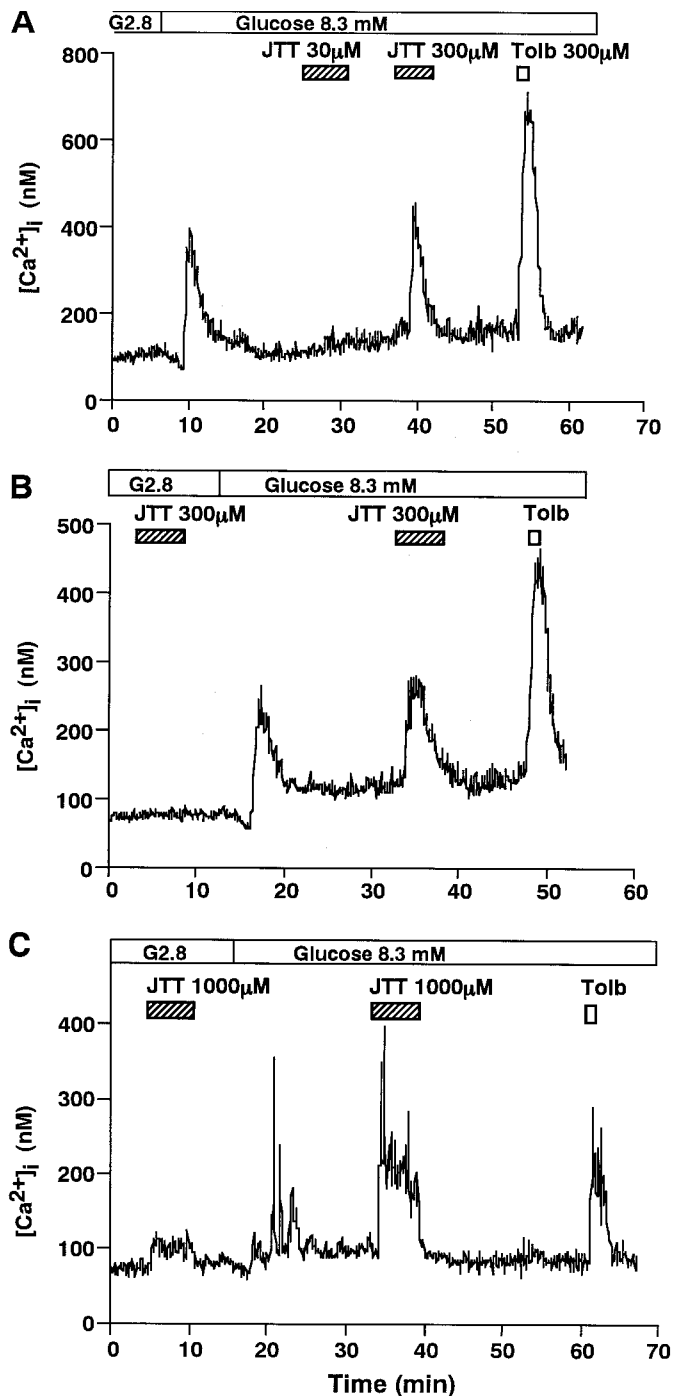 A
G2.8 Glucose 8.3 mM
JTT 30μM JTT 300μM Tolb 300μM
800
600
400
200
0
[Ca2+]i (nM)
0 10 20 30 40 50 60 70
B
G2.8 Glucose 8.3 mM
JTT 300μM JTT 300μM Tolb
500
400
300
200
100
0
[Ca2+]i (nM)
0 10 20 30 40 50 60
C
G2.8 Glucose 8.3 mM
JTT 1000μM JTT 1000μM Tolb
400
300
200
100
0
[Ca2+]i (nM)
0 10 20 30 40 50 60 70
Time (min)